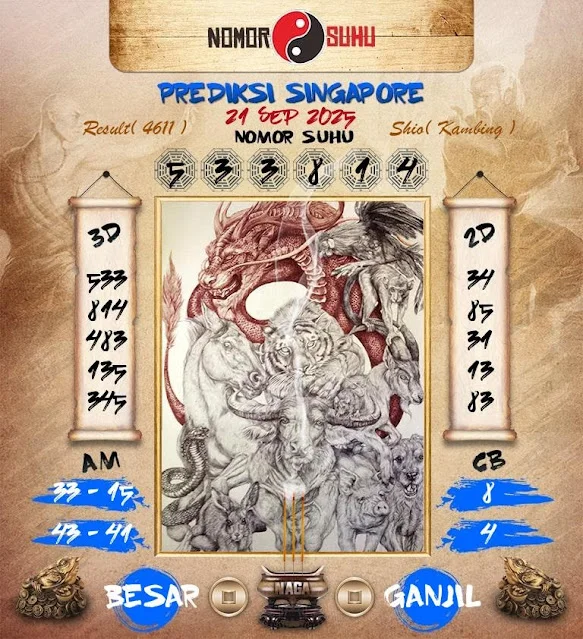 NOMOR SUHU
PREDIKSI SINGAPORE
21 SEP 2025
Result( 4611 )
Shio( Kambing )
NOMOR SUHU
5 3 3 8 1 4
3D
533
814
483
135
345
2D
34
85
31
13
83
AM
33 - 15
43 - 41
CB
8
4
BESAR
NAGA
GANJIL